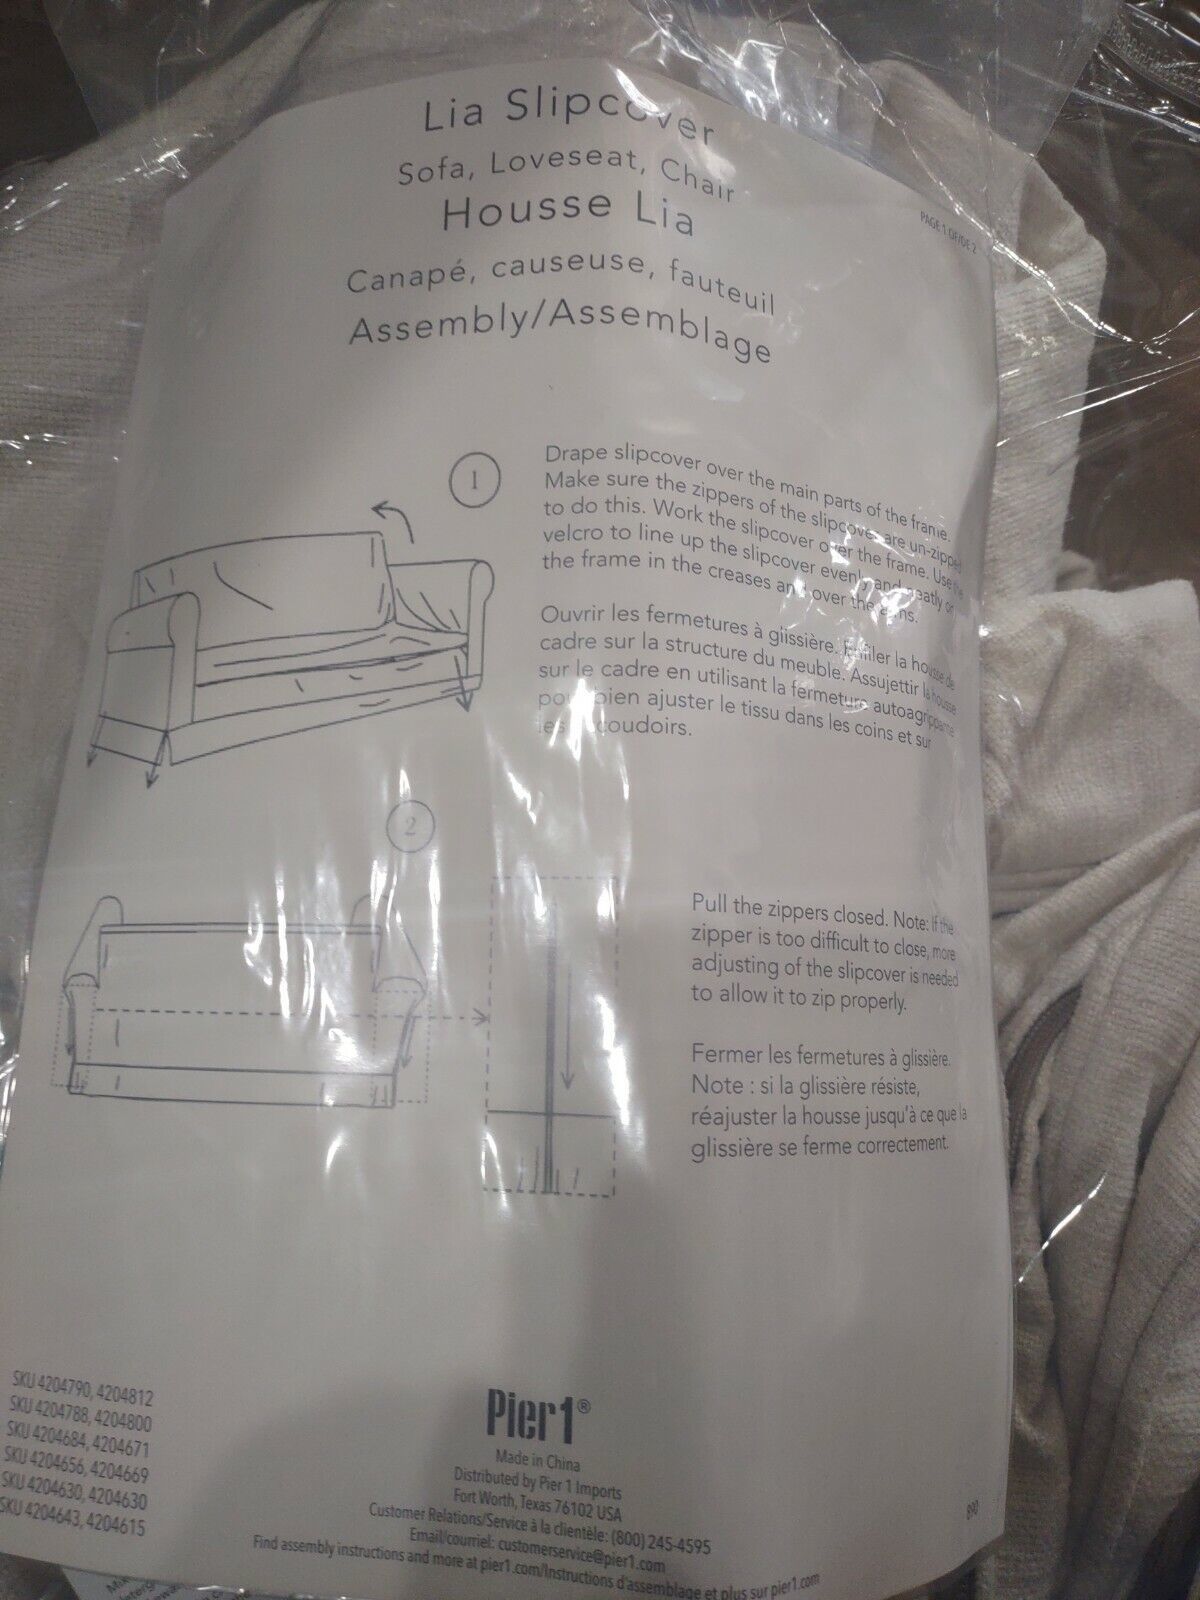 Lia Slipcover
Sofa, Loveseat, Chair
Housse Lia
Canapé, causeuse, fauteuil
Assembly/Assemblage
PAGE 1 OF/DE 2
1
Drape slipcover over the main parts of the frame.
Make sure the zippers of the slipcover are un-zipped
to do this. Work the slipcover over the frame. Use the
velcro to line up the slipcover evenly and neatly on
the frame in the creases and over the arms.
Ouvrir les fermetures à glissière. Enfiler la housse de
cadre sur la structure du meuble. Assujettir la housse
sur le cadre en utilisant la fermeture autoagrippante
pour bien ajuster le tissu dans les coins et sur
les accoudoirs.
2
Pull the zippers closed. Note: If the
zipper is too difficult to close, more
adjusting of the slipcover is needed
to allow it to zip properly.
Fermer les fermetures à glissière.
Note : si la glissière résiste,
réajuster la housse jusqu'à ce que la
glissière se ferme correctement.
SKU 4204790, 4204812
SKU 4204788, 4204800
SKU 4204684, 4204671
SKU 4204656, 4204669
SKU 4204630, 4204630
SKU 4204643, 4204615
Pier1®
Made in China
Distributed by Pier 1 Imports
Fort Worth, Texas 76102 USA
Customer Relations/Service à la clientèle: (800) 245-4595
Email/courriel: customerservice@pier1.com
Find assembly instructions and more at pier1.com/Instructions d'assemblage et plus sur pier1.com